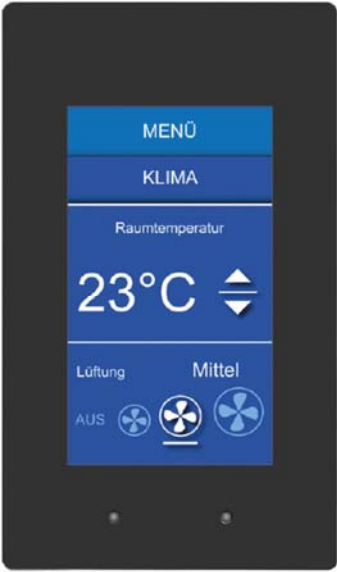 MENÜ
KLIMA
Raumtemperatur
23°C
Lüftung Mittel
AUS